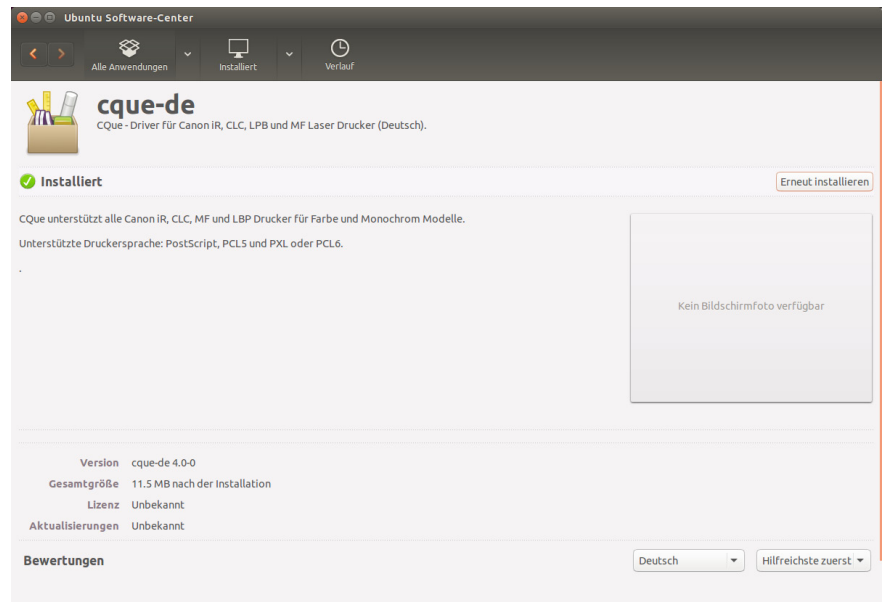 Ubuntu Software-Center
Alle Anwendungen
Installiert
Verlauf
cque-de
CQue - Driver für Canon iR, CLC, LPB und MF Laser Drucker (Deutsch).
Installiert
Erneut installieren
CQue unterstützt alle Canon iR, CLC, MF und LBP Drucker für Farbe und Monochrom Modelle.
Unterstützte Druckersprache: PostScript, PCL5 und PXL oder PCL6.
.
Kein Bildschirmfoto verfügbar
Version cque-de 4.0-0
Gesamtgröße 11.5 MB nach der Installation
Lizenz Unbekannt
Aktualisierungen Unbekannt
Bewertungen
Deutsch
Hilfreichste zuerst